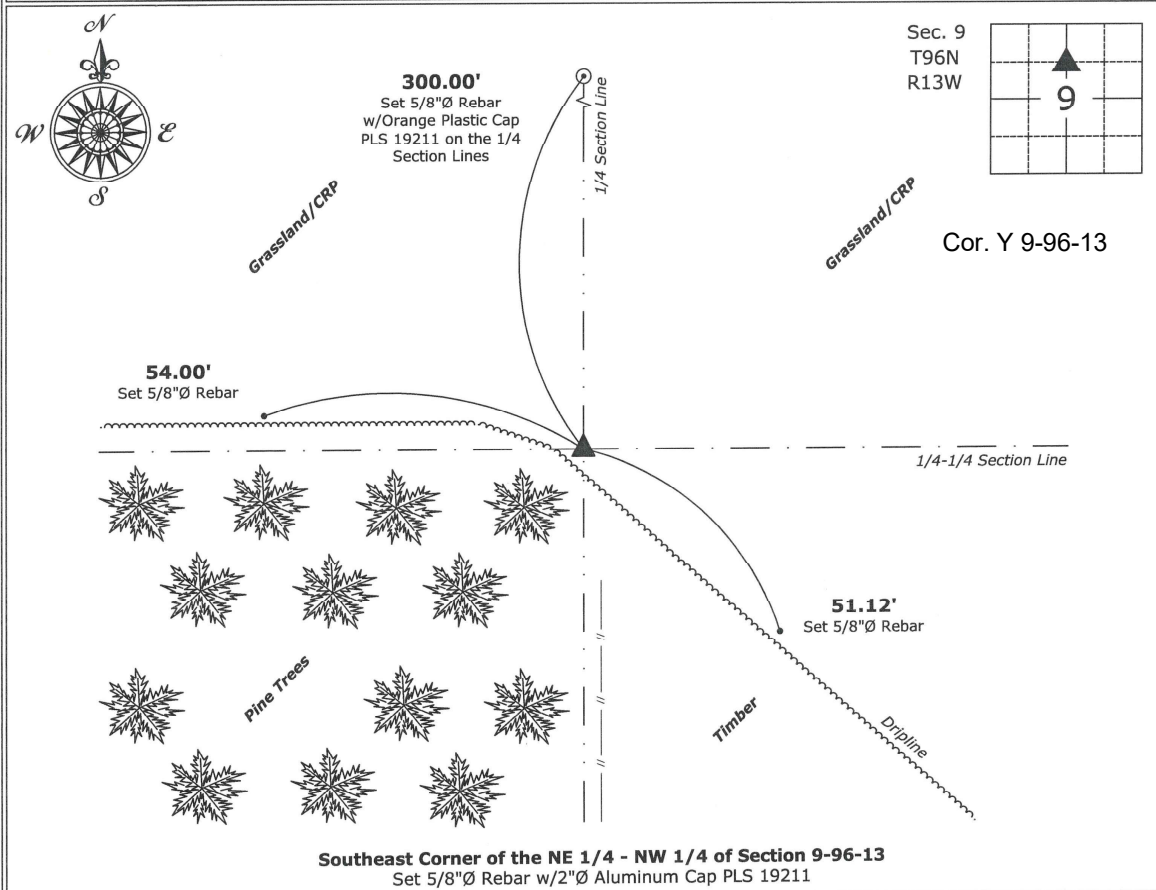 N
W
E
S
300.00'
Set 5/8"Ø Rebar
w/Orange Plastic Cap
PLS 19211 on the 1/4
Section Lines
1/4 Section Line
Sec. 9
T96N
R13W
9
Cor. Y 9-96-13
Grassland/CRP
Grassland/CRP
54.00'
Set 5/8"Ø Rebar
1/4-1/4 Section Line
51.12'
Set 5/8"Ø Rebar
Pine Trees
Timber
Dripline
Southeast Corner of the NE 1/4 - NW 1/4 of Section 9-96-13
Set 5/8"Ø Rebar w/2"Ø Aluminum Cap PLS 19211